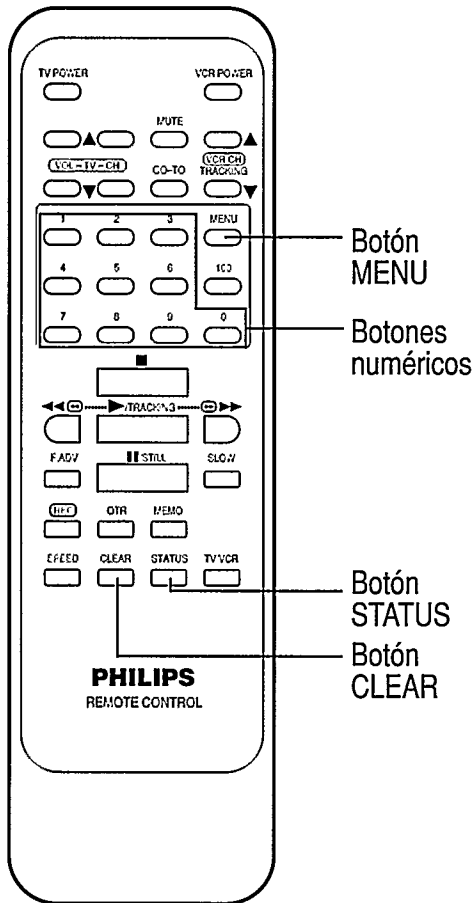 TV POWER VCR POWER
MUTE
VOL-TV-CH GO-TO VCR CH
TRACKING
1 2 3 MENU
4 5 6 100
7 8 9 0
/TRACKING
F.ADV STILL SLOW
REC OTR MEMO
SPEED CLEAR STATUS TV/VCR
PHILIPS
REMOTE CONTROL
Botón
MENU
Botones
numéricos
Botón
STATUS
Botón
CLEAR